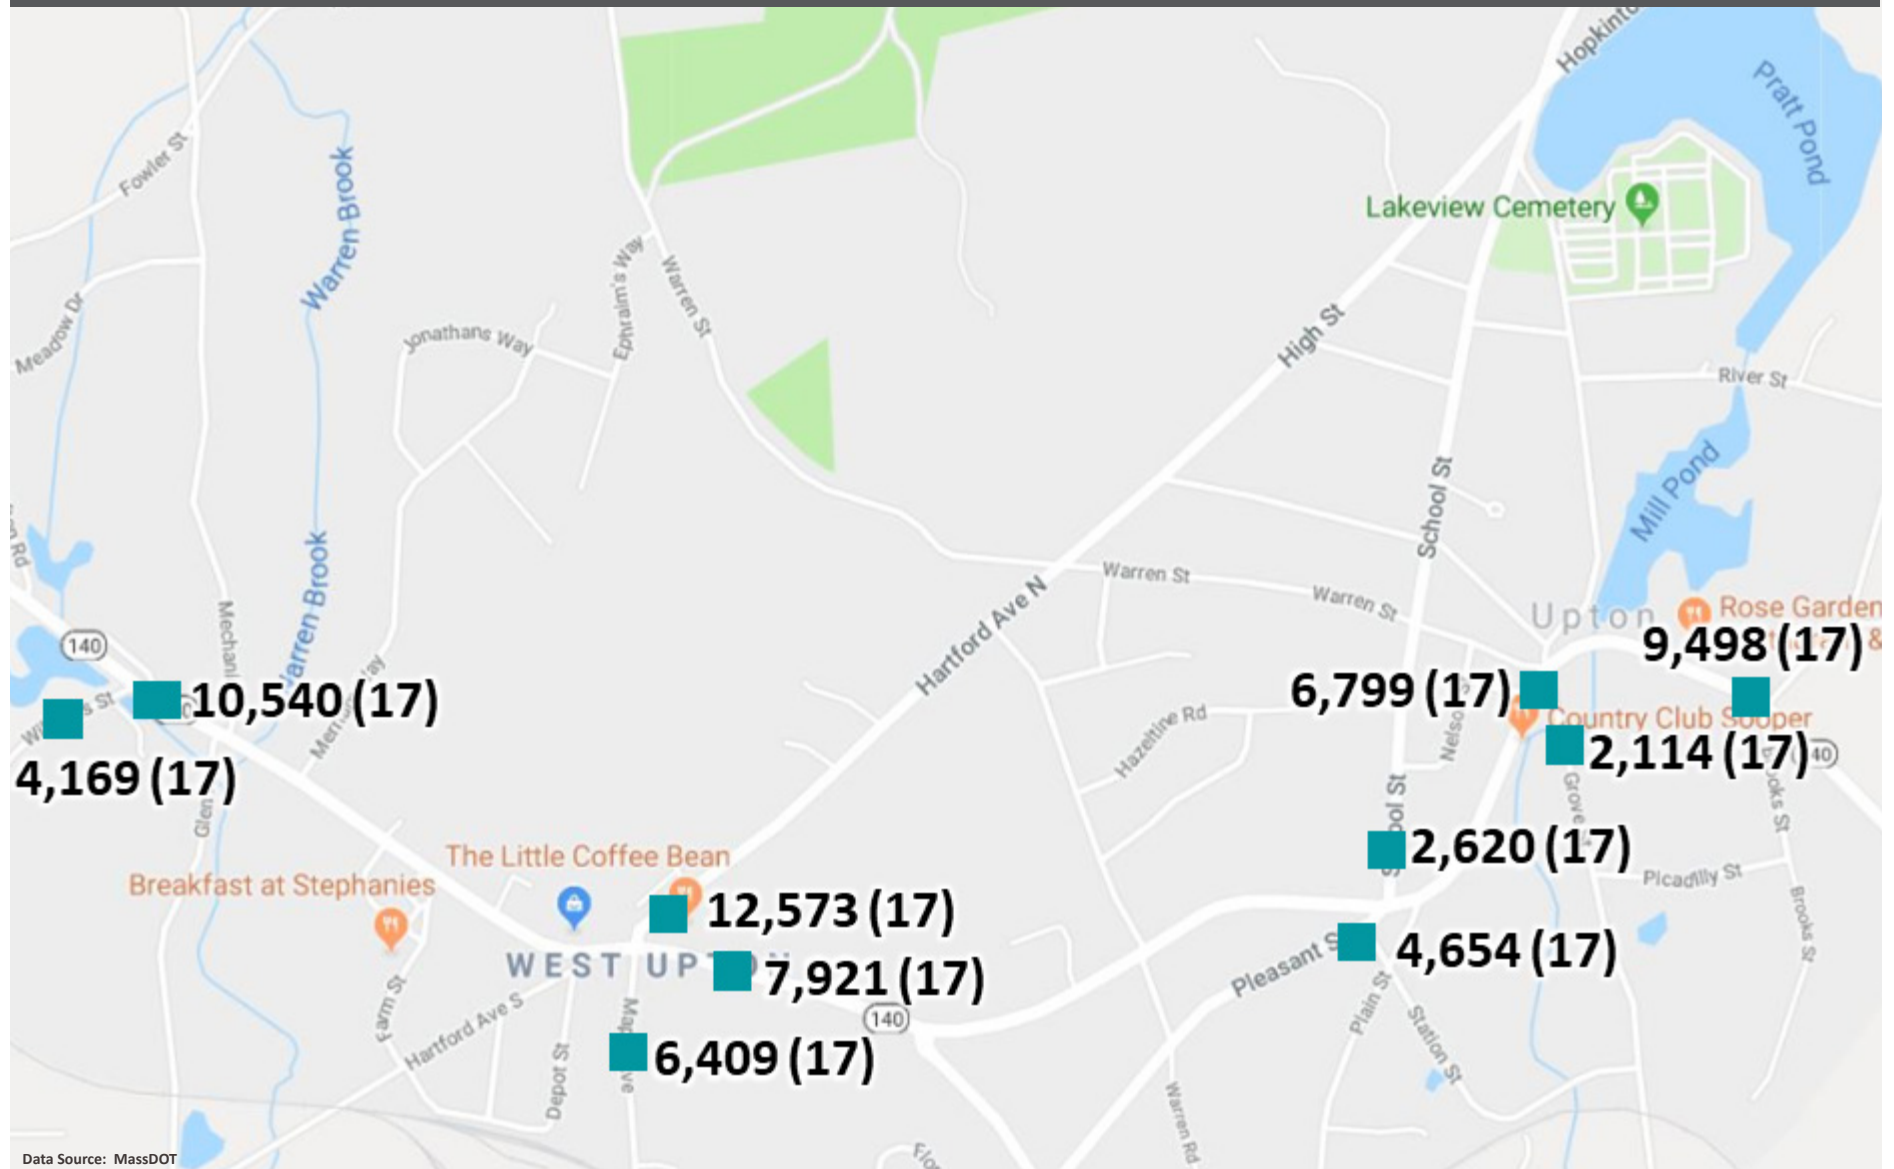 Hopkinto
Pratt Pond
Fowler St
Warren Brook
Lakeview Cemetery
Ephraim's Way
Warren St
Meadow Dr
Jonathans Way
High St
River St
School St
Mill Pond
Rd
Warren St
Warren St
Hartford Ave N
Warren Brook
Upton
Rose Garden
&
140
9,498 (17)
6,799 (17)
10,540 (17)
Hazeltine Rd
Country Club Sooper
2,114 (17)
4,169 (17)
2,620 (17)
Picadilly St
The Little Coffee Bean
Breakfast at Stephanies
12,573 (17)
Brooks St
WEST UPTON
7,921 (17)
4,654 (17)
Pleasant S
Farm St
Hartford Ave S
140
Plain St
Station St
6,409 (17)
Depot St
Warren Rd
Data Source: MassDOT